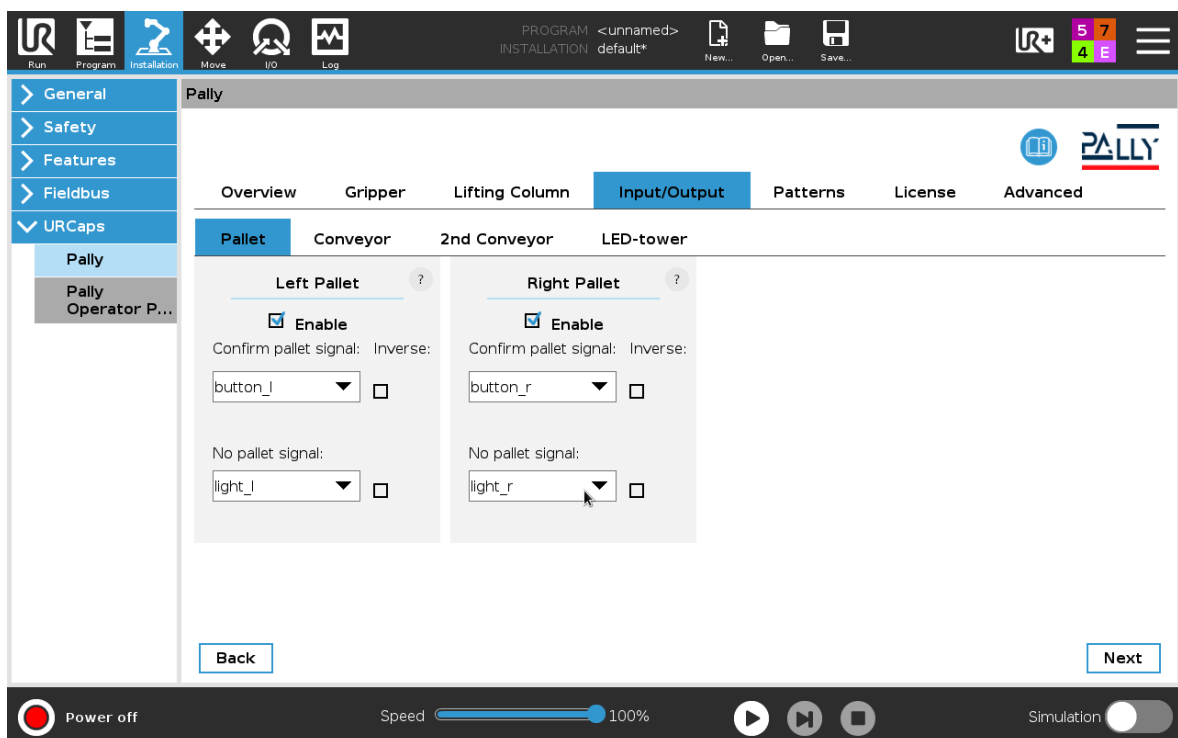 UR
PROGRAM <unnamed>
INSTALLATION default*
Run Program Installation Move I/O Log New... Open... Save...
UR+
5 7
4 E
General
Safety
Features
Fieldbus
URCaps
Pally
Pally
Operator P...
Pally
PALLY
Overview Gripper Lifting Column Input/Output Patterns License Advanced
Pallet Conveyor 2nd Conveyor LED-tower
Left Pallet ?
Enable
Confirm pallet signal: Inverse:
button_l
No pallet signal:
light_l
Right Pallet ?
Enable
Confirm pallet signal: Inverse:
button_r
No pallet signal:
light_r
Back Next
Power off Speed 100% Simulation